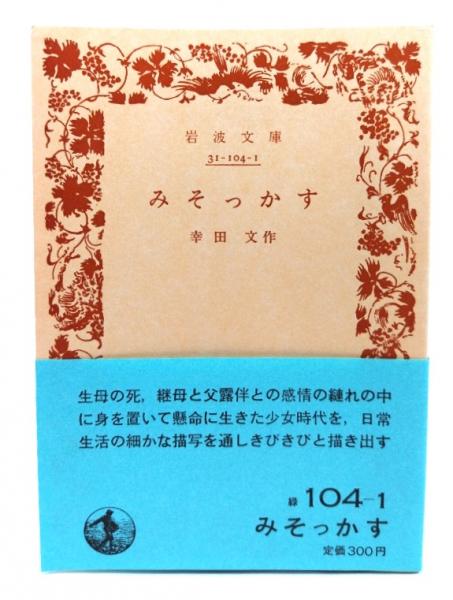 岩波文庫
31-104-1
みそっかす
幸田文作
生母の死，継母と父露伴との感情の縺れの中
に身を置いて懸命に生きた少女時代を，日常
生活の細かな描写を通しきびきびと描き出す
緑 104-1
みそっかす
定価300円